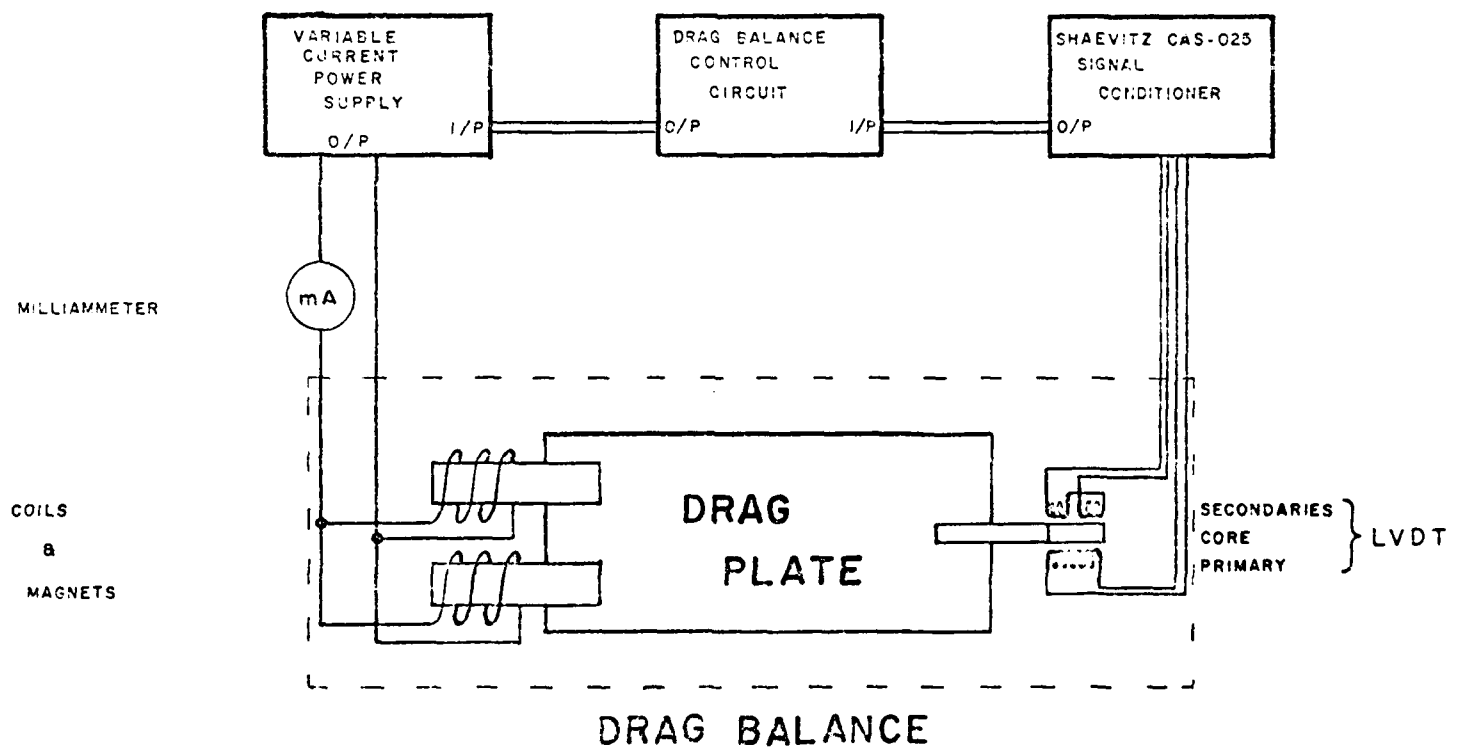 VARIABLE
CURRENT
POWER
SUPPLY
I/P
O/P
DRAG BALANCE
CONTROL
CIRCUIT
O/P
I/P
SHAEVITZ CAS-025
SIGNAL
CONDITIONER
O/P
MILLIAMMETER
mA
COILS
&
MAGNETS
DRAG
PLATE
SECONDARIES
CORE
PRIMARY
LVDT
DRAG BALANCE